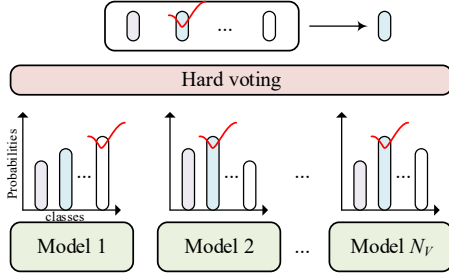 ...
Hard voting
Probabilities
classes
...
...
...
...
Model 1
Model 2
...
Model N_V